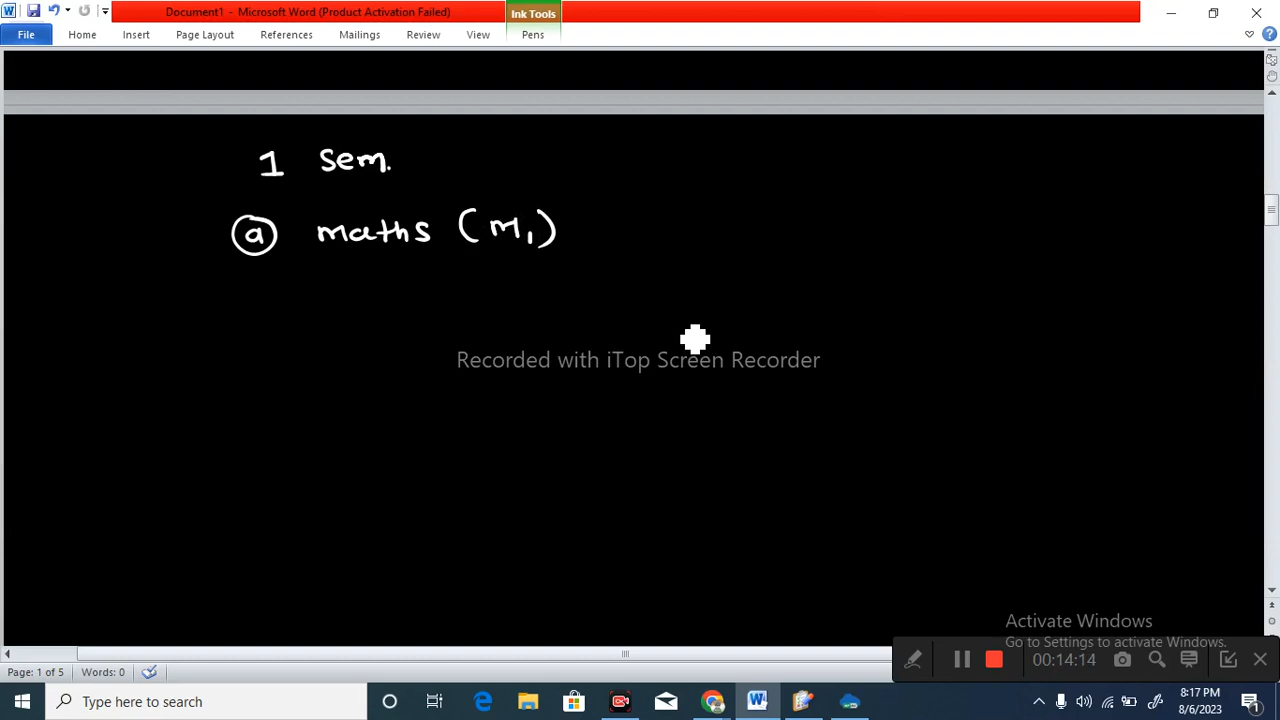 Document1 - Microsoft Word (Product Activation Failed)
Ink Tools
File Home Insert Page Layout References Mailings Review View Pens
1 Sem.
a maths (M1)
Recorded with iTop Screen Recorder
Activate Windows
Go to Settings to activate Windows.
00:14:14
Page: 1 of 5 Words: 0
Type here to search
8:17 PM
8/6/2023
1